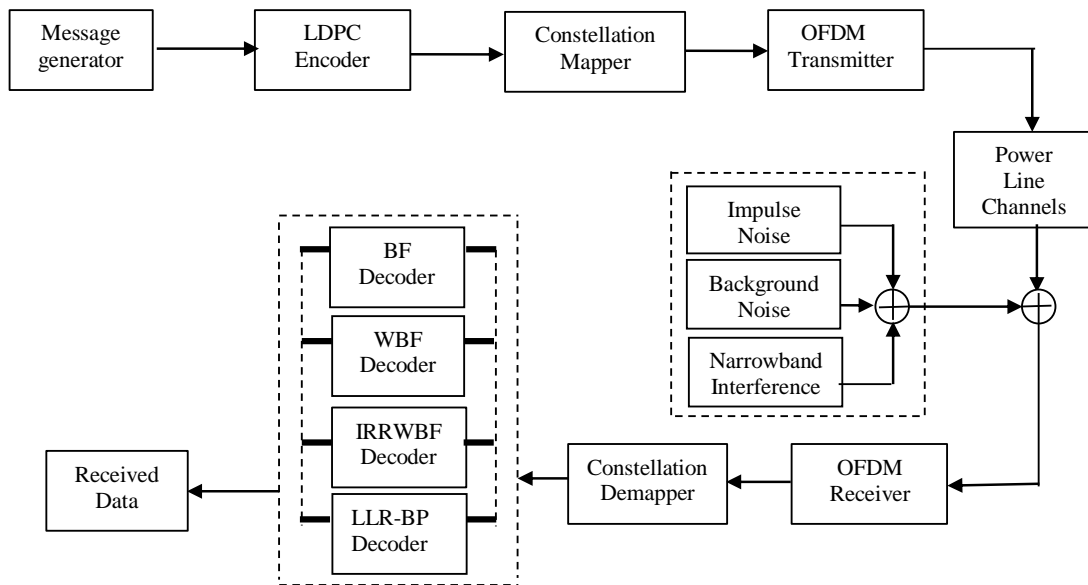 Message
generator
LDPC
Encoder
Constellation
Mapper
OFDM
Transmitter
Power
Line
Channels
Impulse
Noise
Background
Noise
Narrowband
Interference
BF
Decoder
WBF
Decoder
IRRWBF
Decoder
LLR-BP
Decoder
Received
Data
Constellation
Demapper
OFDM
Receiver